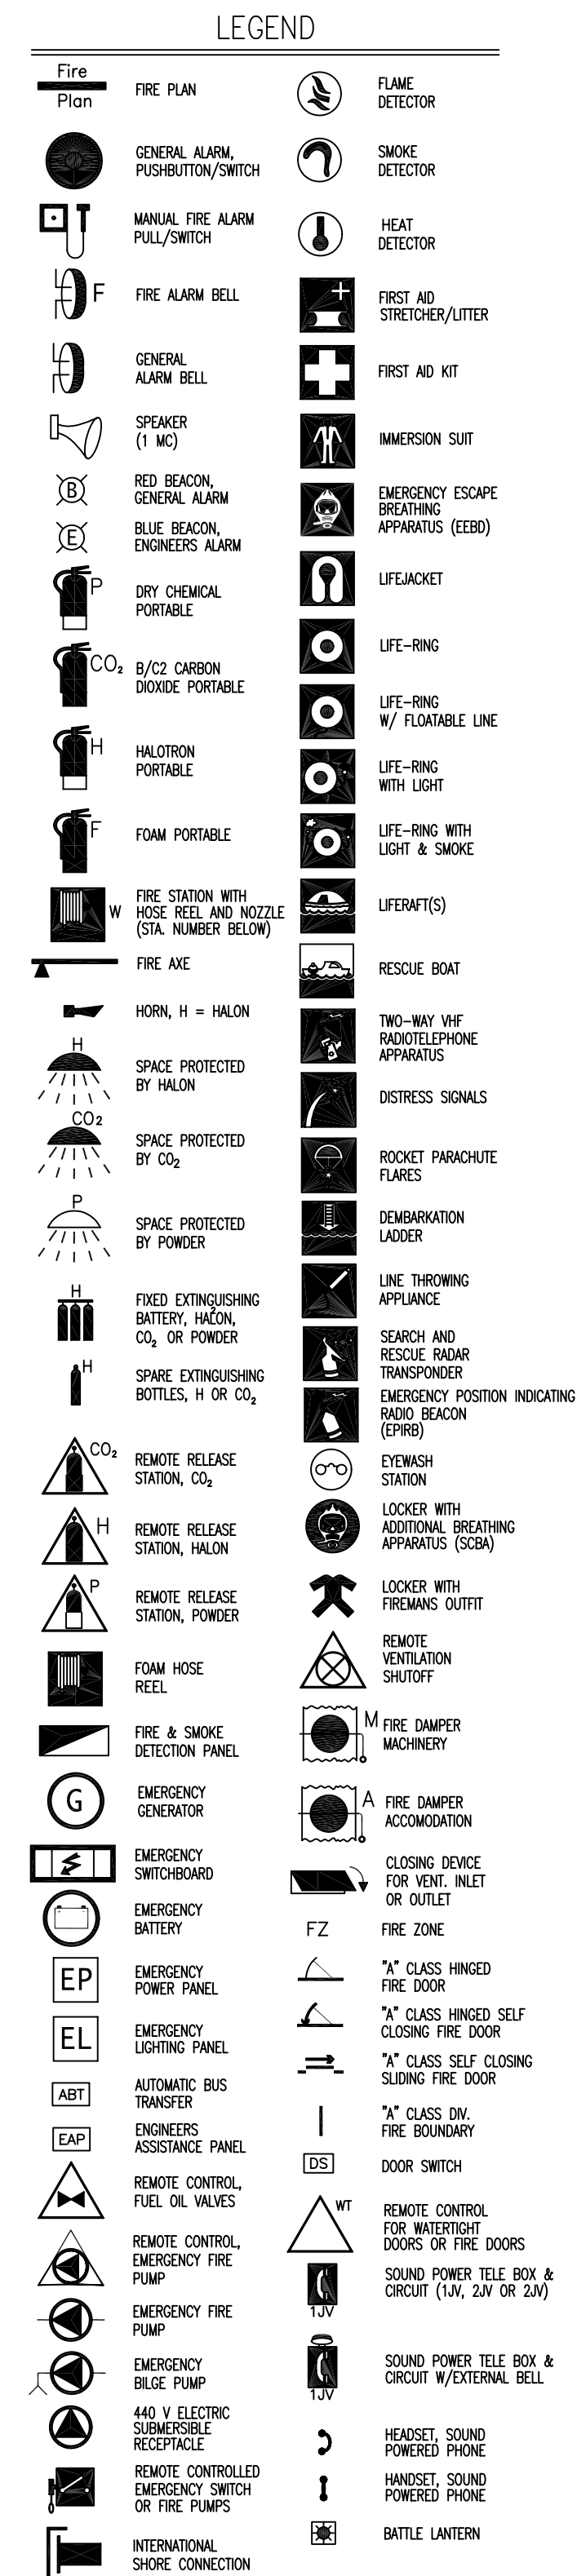 LEGEND
Fire
Plan
FIRE PLAN
GENERAL ALARM,
PUSHBUTTON/SWITCH
MANUAL FIRE ALARM
PULL/SWITCH
F
FIRE ALARM BELL
GENERAL
ALARM BELL
SPEAKER
(1 MC)
B
RED BEACON,
GENERAL ALARM
E
BLUE BEACON,
ENGINEERS ALARM
P
DRY CHEMICAL
PORTABLE
CO₂
B/C2 CARBON
DIOXIDE PORTABLE
H
HALOTRON
PORTABLE
F
FOAM PORTABLE
W
FIRE STATION WITH
HOSE REEL AND NOZZLE
(STA. NUMBER BELOW)
FIRE AXE
HORN, H = HALON
H
SPACE PROTECTED
BY HALON
CO₂
SPACE PROTECTED
BY CO₂
P
SPACE PROTECTED
BY POWDER
H
FIXED EXTINGUISHING
BATTERY, HALON,
CO₂ OR POWDER
H
SPARE EXTINGUISHING
BOTTLES, H OR CO₂
CO₂
REMOTE RELEASE
STATION, CO₂
H
REMOTE RELEASE
STATION, HALON
P
REMOTE RELEASE
STATION, POWDER
FOAM HOSE
REEL
FIRE & SMOKE
DETECTION PANEL
G
EMERGENCY
GENERATOR
EMERGENCY
SWITCHBOARD
EMERGENCY
BATTERY
EP
EMERGENCY
POWER PANEL
EL
EMERGENCY
LIGHTING PANEL
ABT
AUTOMATIC BUS
TRANSFER
EAP
ENGINEERS
ASSISTANCE PANEL
REMOTE CONTROL,
FUEL OIL VALVES
REMOTE CONTROL,
EMERGENCY FIRE
PUMP
EMERGENCY FIRE
PUMP
EMERGENCY
BILGE PUMP
440 V ELECTRIC
SUBMERSIBLE
RECEPTACLE
REMOTE CONTROLLED
EMERGENCY SWITCH
OR FIRE PUMPS
INTERNATIONAL
SHORE CONNECTION
FLAME
DETECTOR
SMOKE
DETECTOR
HEAT
DETECTOR
FIRST AID
STRETCHER/LITTER
FIRST AID KIT
IMMERSION SUIT
EMERGENCY ESCAPE
BREATHING
APPARATUS (EEBD)
LIFEJACKET
LIFE-RING
LIFE-RING
W/ FLOATABLE LINE
LIFE-RING
WITH LIGHT
LIFE-RING WITH
LIGHT & SMOKE
LIFERAFT(S)
RESCUE BOAT
TWO-WAY VHF
RADIOTELEPHONE
APPARATUS
DISTRESS SIGNALS
ROCKET PARACHUTE
FLARES
DEMBARKATION
LADDER
LINE THROWING
APPLIANCE
SEARCH AND
RESCUE RADAR
TRANSPONDER
EMERGENCY POSITION INDICATING
RADIO BEACON
(EPIRB)
EYEWASH
STATION
LOCKER WITH
ADDITIONAL BREATHING
APPARATUS (SCBA)
LOCKER WITH
FIREMANS OUTFIT
REMOTE
VENTILATION
SHUTOFF
M
FIRE DAMPER
MACHINERY
A
FIRE DAMPER
ACCOMODATION
CLOSING DEVICE
FOR VENT. INLET
OR OUTLET
FZ
FIRE ZONE
"A" CLASS HINGED
FIRE DOOR
"A" CLASS HINGED SELF
CLOSING FIRE DOOR
"A" CLASS SELF CLOSING
SLIDING FIRE DOOR
"A" CLASS DIV.
FIRE BOUNDARY
DS
DOOR SWITCH
WT
REMOTE CONTROL
FOR WATERTIGHT
DOORS OR FIRE DOORS
1JV
SOUND POWER TELE BOX &
CIRCUIT (1JV, 2JV OR 2JV)
1JV
SOUND POWER TELE BOX &
CIRCUIT W/EXTERNAL BELL
HEADSET, SOUND
POWERED PHONE
HANDSET, SOUND
POWERED PHONE
BATTLE LANTERN